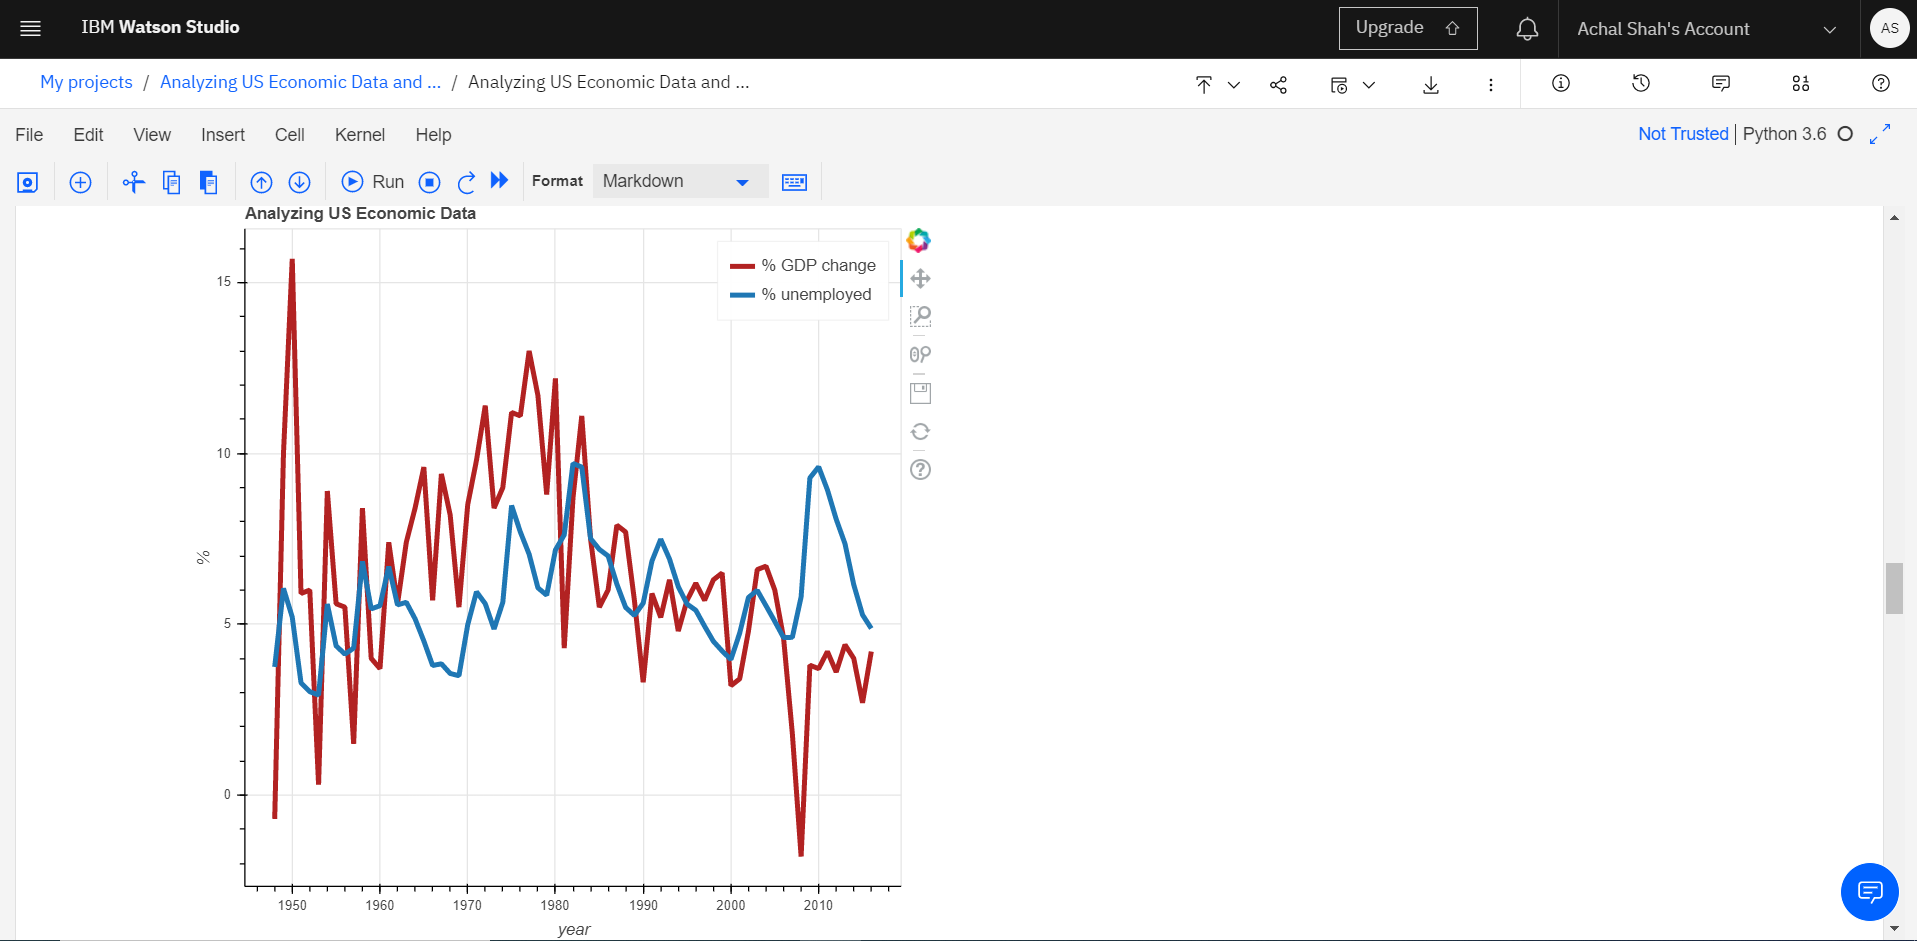 IBM Watson Studio
Upgrade
Achal Shah's Account
AS
My projects / Analyzing US Economic Data and ... / Analyzing US Economic Data and ...
File Edit View Insert Cell Kernel Help
Not Trusted | Python 3.6
Run
Format
Markdown
Analyzing US Economic Data
% GDP change
% unemployed
15
10
5
0
%
1950 1960 1970 1980 1990 2000 2010
year